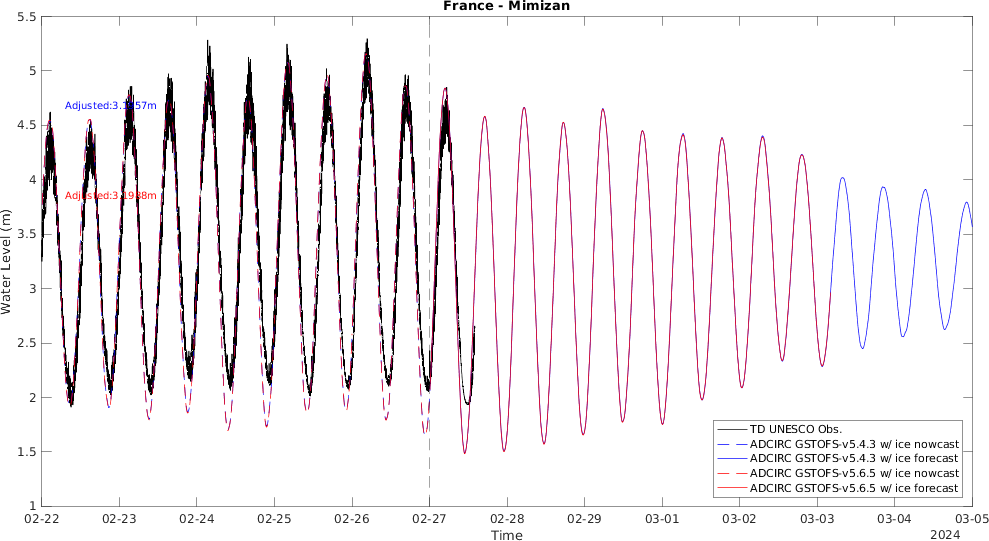 France - Mimizan
5.5
5
4.5
4
3.5
3
2.5
2
1.5
1
Water Level (m)
Adjusted:
Adjusted:3.1988m
TD UNESCO Obs.
ADCIRC GSTOFS-v5.4.3 w/ ice nowcast
ADCIRC GSTOFS-v5.4.3 w/ ice forecast
ADCIRC GSTOFS-v5.6.5 w/ ice nowcast
ADCIRC GSTOFS-v5.6.5 w/ ice forecast
02-22 02-23 02-24 02-25 02-26 02-27 02-28 02-29 03-01 03-02 03-03 03-04 03-05
Time
2024